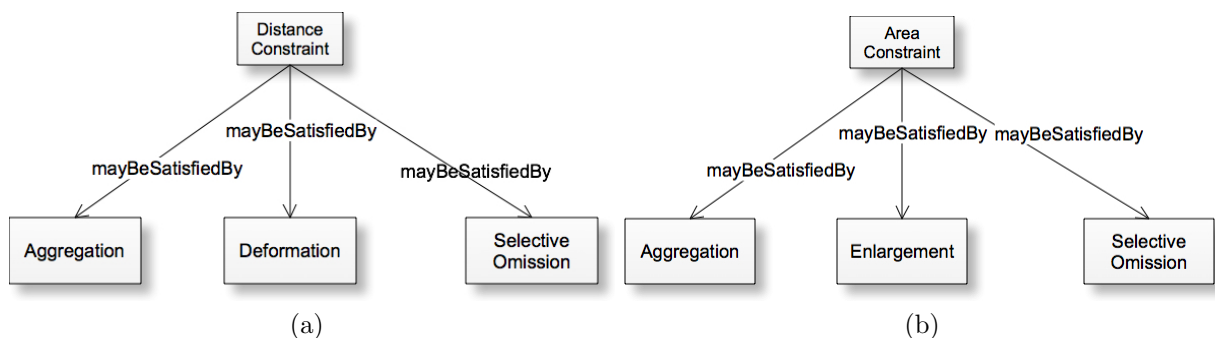 Distance
Constraint
mayBeSatisfiedBy
mayBeSatisfiedBy
mayBeSatisfiedBy
Aggregation
Deformation
Selective
Omission
(a)
Area
Constraint
mayBeSatisfiedBy
mayBeSatisfiedBy
mayBeSatisfiedBy
Aggregation
Enlargement
Selective
Omission
(b)